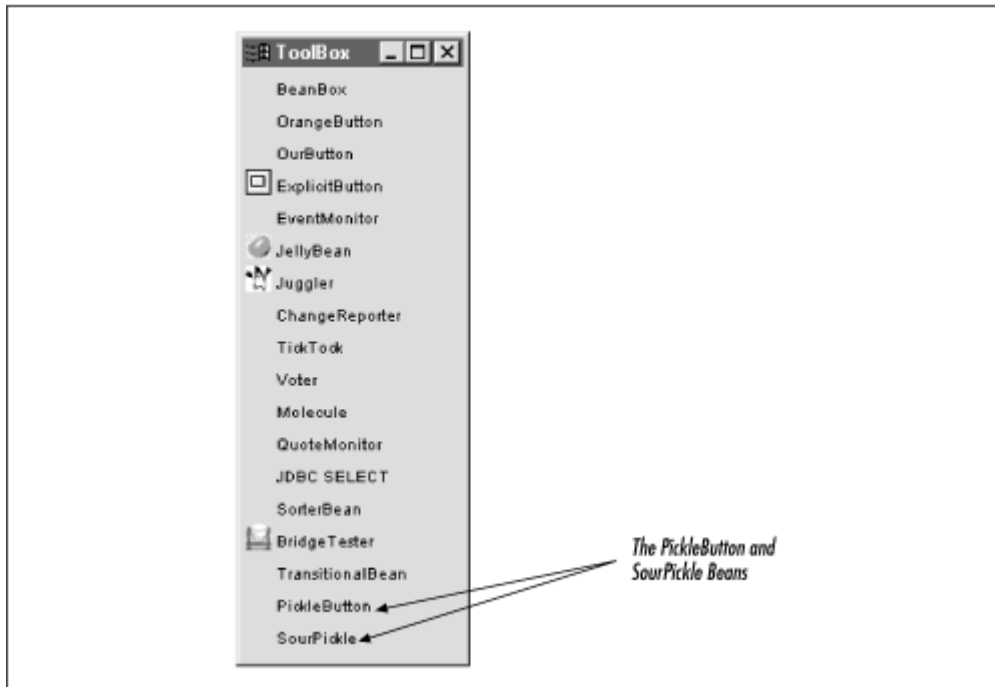 ToolBox
BeanBox
OrangeButton
OurButton
ExplicitButton
EventMonitor
JellyBean
Juggler
ChangeReporter
TickTock
Voter
Molecule
QuoteMonitor
JDBC SELECT
SorterBean
BridgeTester
TransitionalBean
PickleButton
SourPickle
The PickleButton and
SourPickle Beans